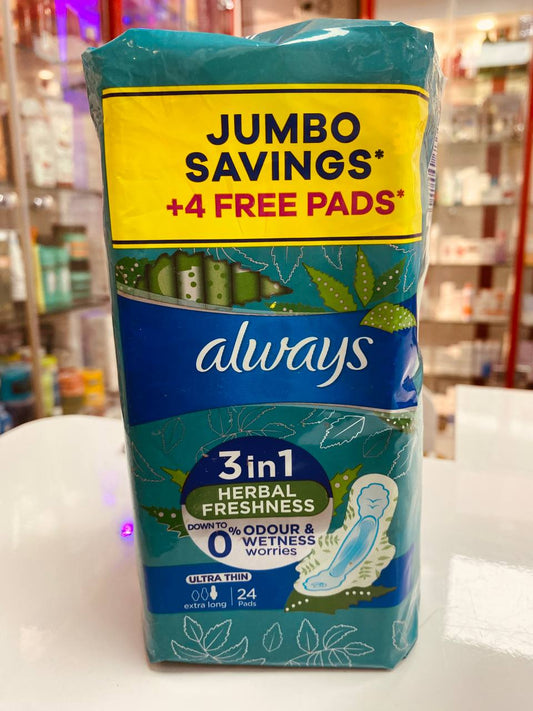 JUMBO
SAVINGS*
+4 FREE PADS*
always
3in1
HERBAL
FRESHNESS
DOWN TO
0% ODOUR &
WETNESS
worries
ULTRA THIN
extra long
24
Pads